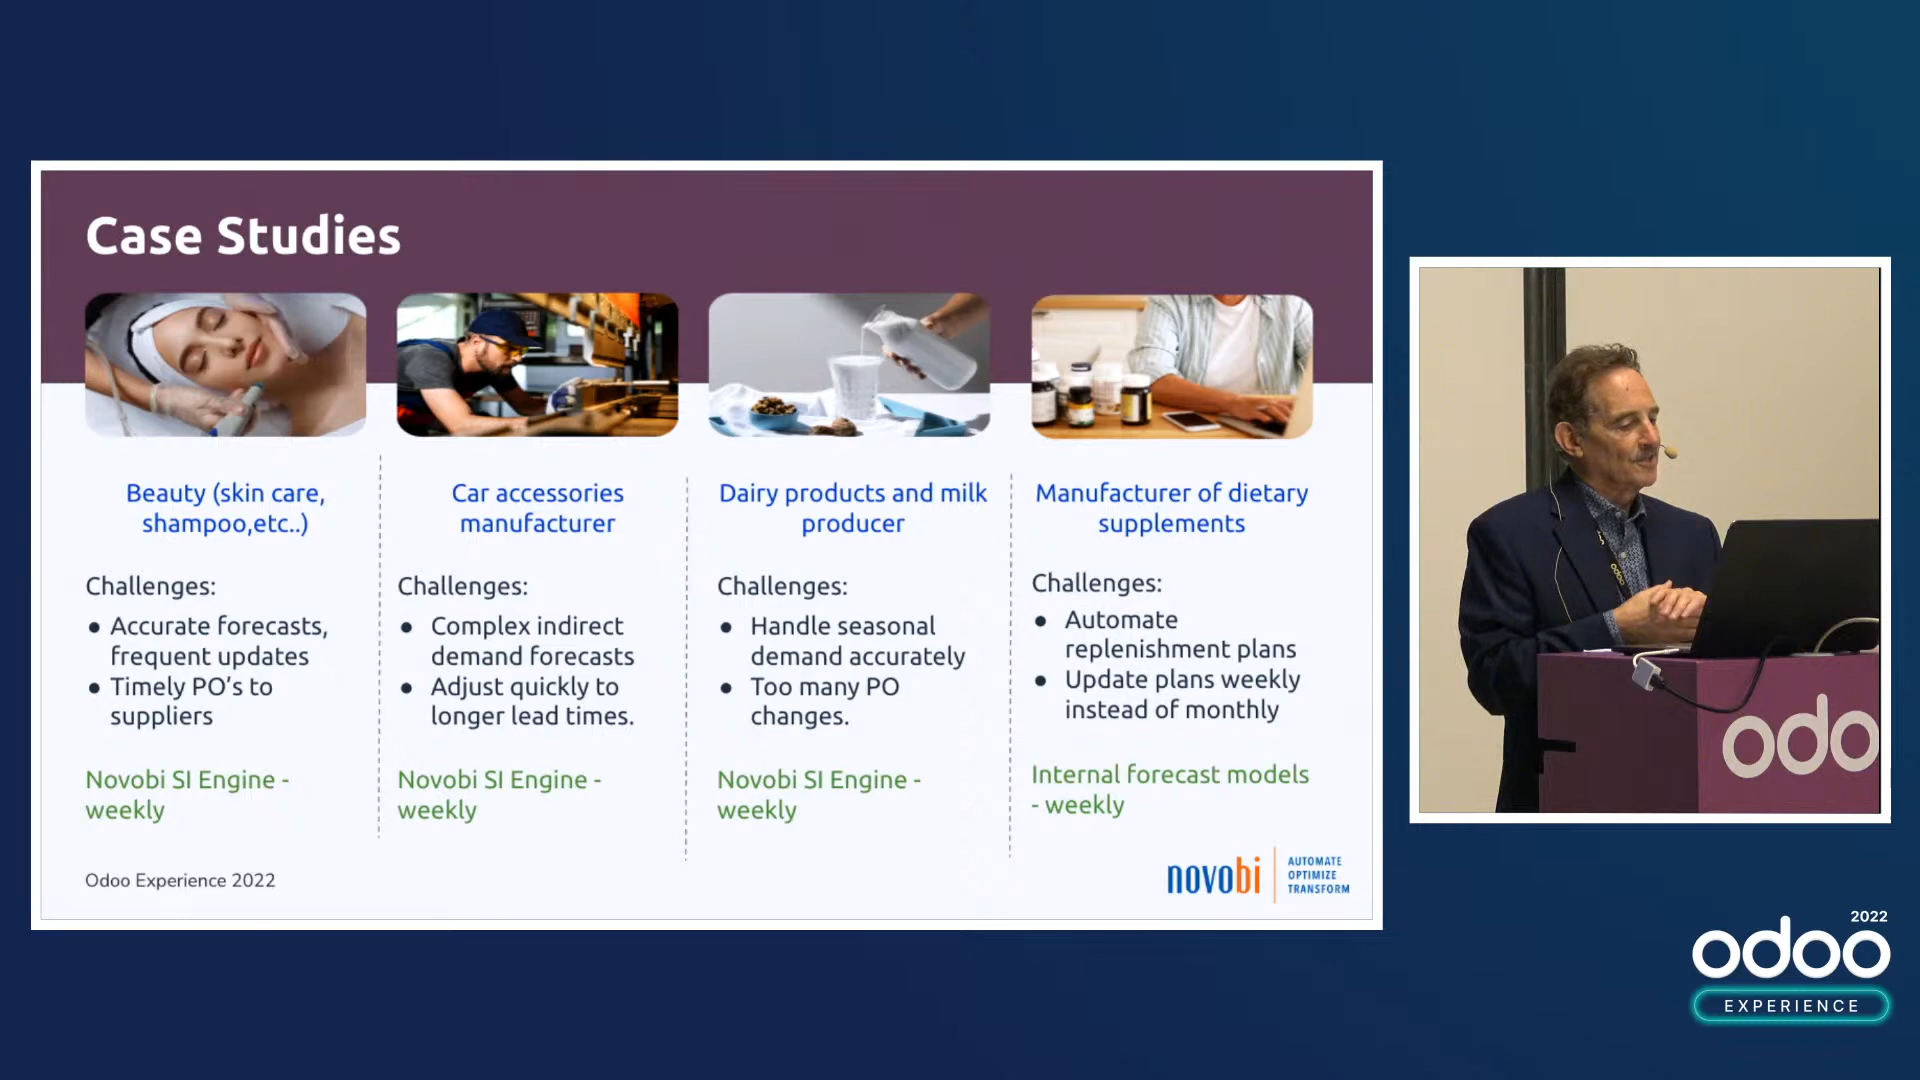 Case Studies
Beauty (skin care,
shampoo,etc..)
Challenges:
● Accurate forecasts,
frequent updates
● Timely PO's to
suppliers
Novobi SI Engine -
weekly
Car accessories
manufacturer
Challenges:
● Complex indirect
demand forecasts
● Adjust quickly to
longer lead times.
Novobi SI Engine -
weekly
Dairy products and milk
producer
Challenges:
● Handle seasonal
demand accurately
● Too many PO
changes.
Novobi SI Engine -
weekly
Manufacturer of dietary
supplements
Challenges:
● Automate
replenishment plans
● Update plans weekly
instead of monthly
Internal forecast models
- weekly
Odoo Experience 2022
novobi
AUTOMATE
OPTIMIZE
TRANSFORM
odoo
odo
2022
odoo
EXPERIENCE